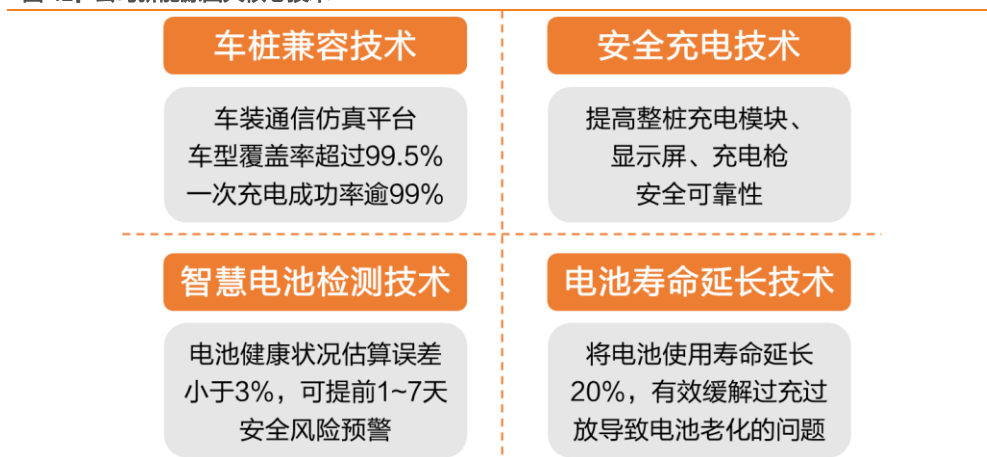 车桩兼容技术
车装通信仿真平台
车型覆盖率超过99.5%
一次充电成功率逾99%
安全充电技术
提高整桩充电模块、
显示屏、充电枪
安全可靠性
智慧电池检测技术
电池健康状况估算误差
小于3%，可提前1~7天
安全风险预警
电池寿命延长技术
将电池使用寿命延长
20%，有效缓解过充过
放导致电池老化的问题